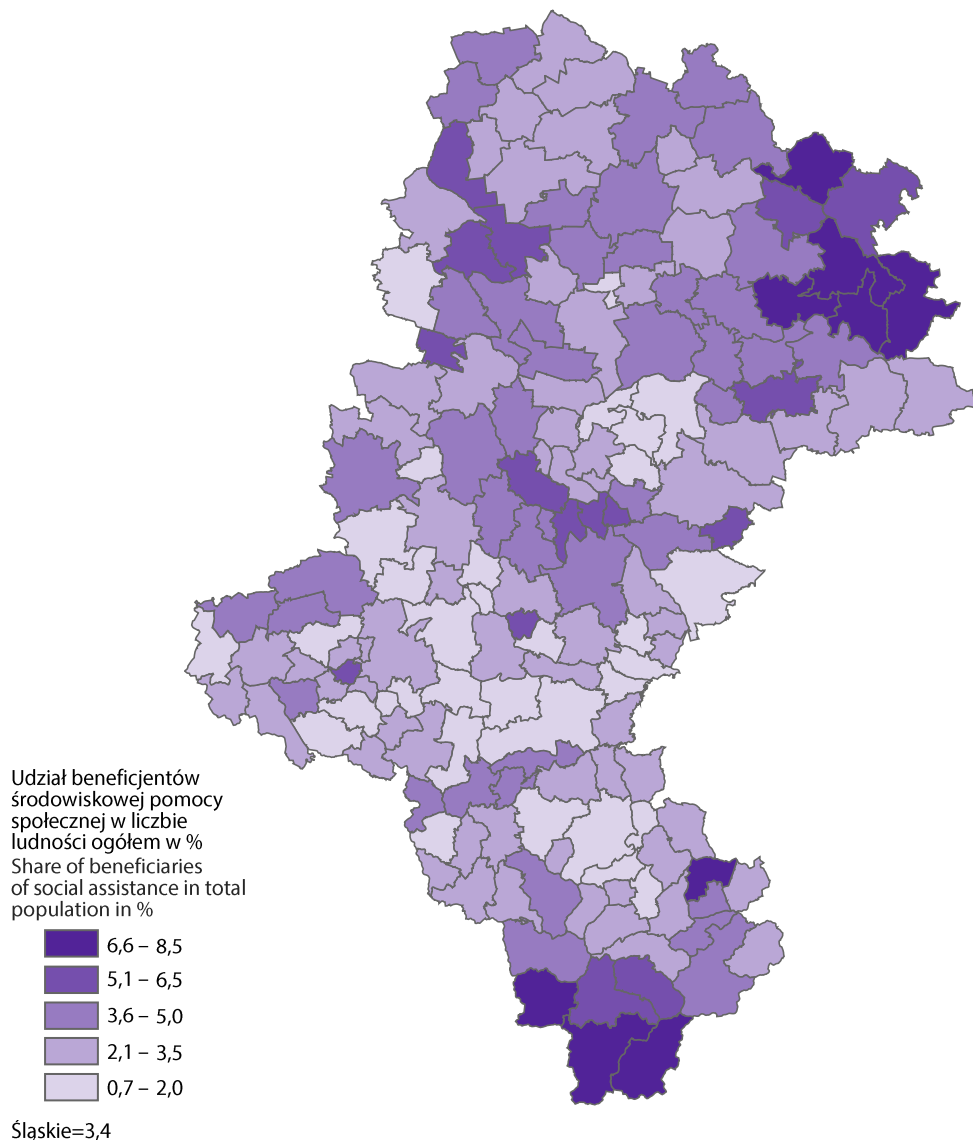 Udział beneficjentów
środowiskowej pomocy
społecznej w liczbie
ludności ogółem w %
Share of beneficiaries
of social assistance in total
population in %
6,6 – 8,5
5,1 – 6,5
3,6 – 5,0
2,1 – 3,5
0,7 – 2,0
Śląskie=3,4